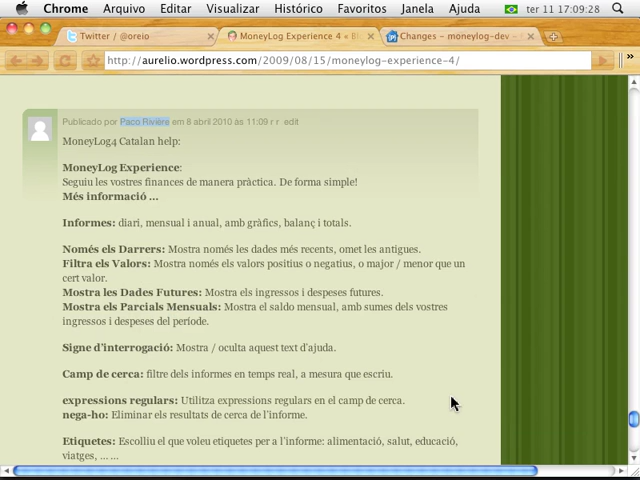 Chrome Arquivo Editar Visualizar Histórico Favoritos Janela Ajuda ter 11 17:09:28
Twitter / @oreio MoneyLog Experience 4 « Changes - moneylog-dev -
http://aurelio.wordpress.com/2009/08/15/moneylog-experience-4/
Publicado por Paco Rivière em 8 abril 2010 às 11:09 r r edit
MoneyLog4 Catalan help:
MoneyLog Experience:
Seguiu les vostres finances de manera pràctica. De forma simple!
Més informació ...
Informes: diari, mensual i anual, amb gràfics, balanç i totals.
Només els Darrers: Mostra només les dades més recents, omet les antigues.
Filtra els Valors: Mostra només els valors positius o negatius, o major / menor que un
cert valor.
Mostra les Dades Futures: Mostra els ingressos i despeses futures.
Mostra els Parcials Mensuals: Mostra el saldo mensual, amb sumes dels vostres
ingressos i despeses del període.
Signe d'interrogació: Mostra / oculta aquest text d'ajuda.
Camp de cerca: filtre dels informes en temps real, a mesura que escriu.
expressions regulars: Utilitza expressions regulars en el camp de cerca.
nega-ho: Eliminar els resultats de cerca de l'informe.
Etiquetes: Escolliu el que voleu etiquetes per a l'informe: alimentació, salut, educació,
viatges, ... ...